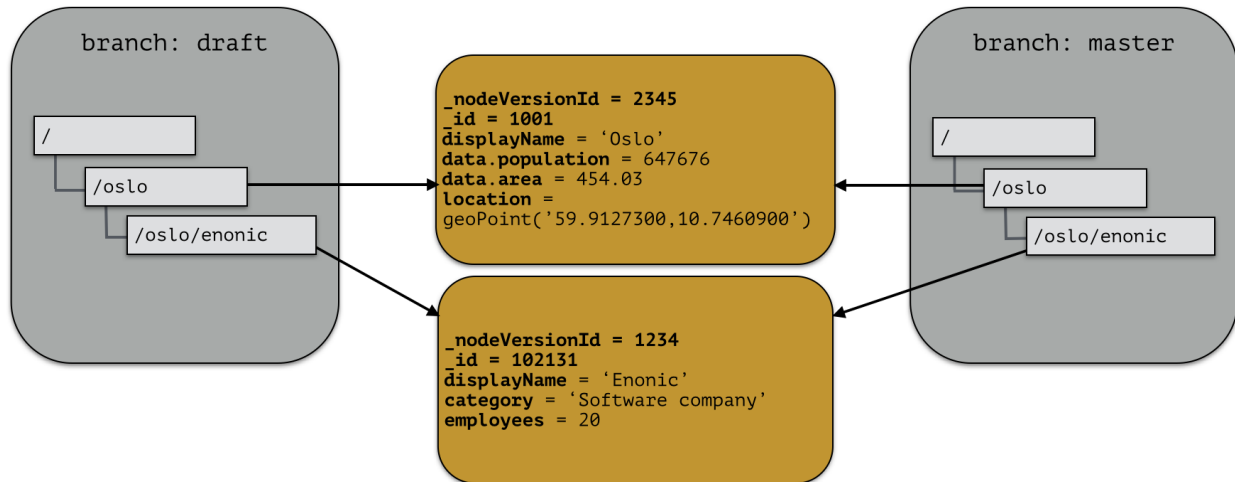 branch: draft
/
/oslo
/oslo/enonic
_nodeVersionId = 2345
_id = 1001
displayName = ‘Oslo’
data.population = 647676
data.area = 454.03
location =
geoPoint(’59.9127300,10.7460900’)
_nodeVersionId = 1234
_id = 102131
displayName = ‘Enonic’
category = ‘Software company’
employees = 20
branch: master
/
/oslo
/oslo/enonic